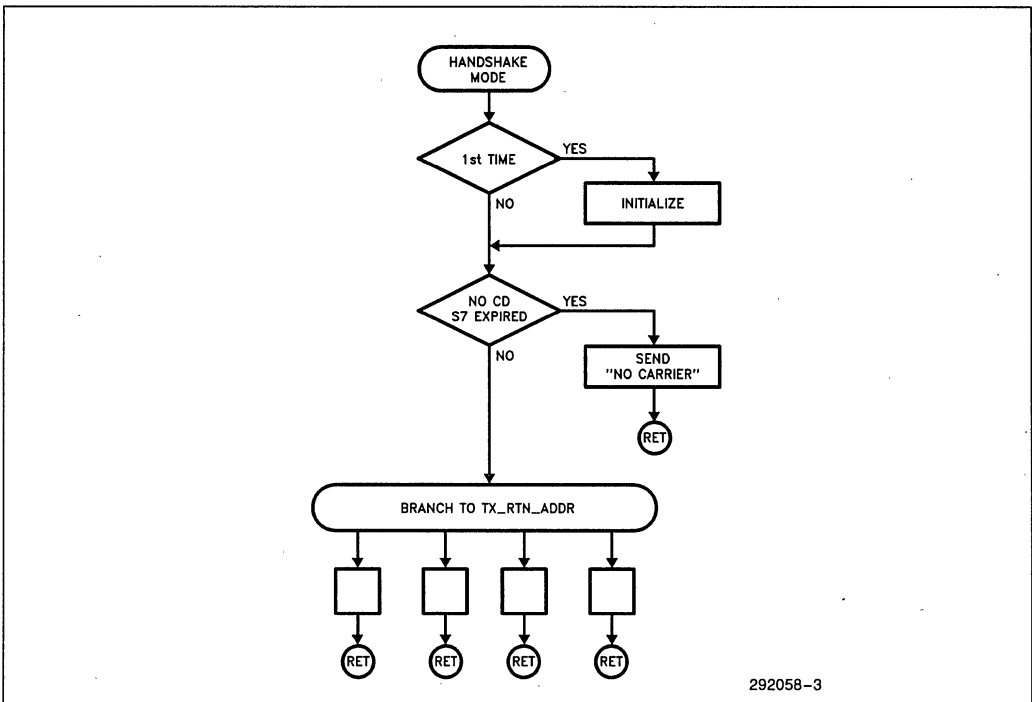 HANDSHAKE
MODE
1st TIME
YES
INITIALIZE
NO
NO CD
S7 EXPIRED
YES
SEND
"NO CARRIER"
NO
RET
BRANCH TO TX_RTN_ADDR
RET
RET
RET
RET
292058-3